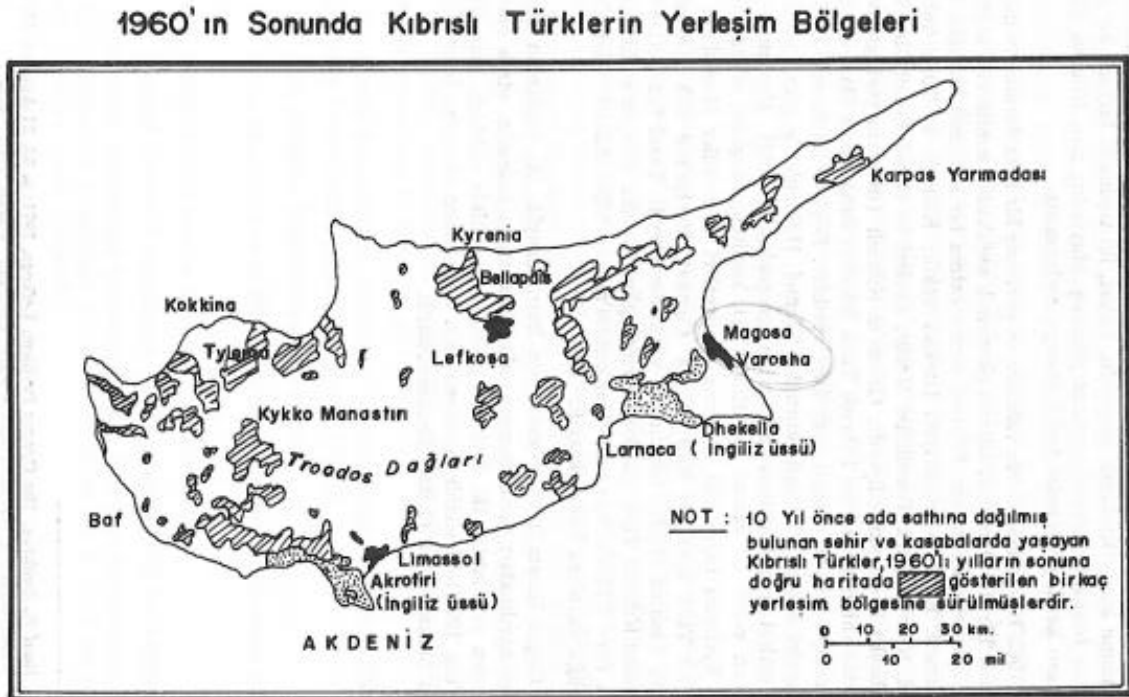 1960'ın Sonunda Kıbrıslı Türklerin Yerleşim Bölgeleri
Karpas Yarımadası
Kyrenia
Bellapais
Kokkina
Magosa
Tylerna
Lefkoşa
Varosha
Kykko Manastırı
Dhekelia
Larnaca ( İngiliz üssü)
Troados Dağları
Baf
Limassol
Akrotiri
(İngiliz üssü)
AKDENİZ
NOT : 10 Yıl önce ada sathına dağılmış
bulunan sehir ve kasabalarda yaşayan
Kıbrıslı Türkler,1960'lı yılların sonuna
doğru haritada gösterilen birkaç
yerleşim bölgesine sürülmüşlerdir.
0 10 20 30 km.
0 10 20 mil